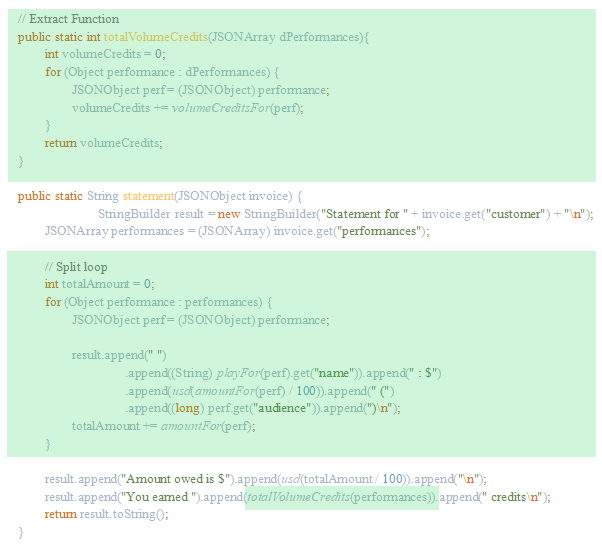 // Extract Function
public static int totalVolumeCredits(JSONArray dPerformances){
int volumeCredits = 0;
for (Object performance : dPerformances) {
JSONObject perf = (JSONObject) performance;
volumeCredits += volumeCreditsFor(perf);
}
return volumeCredits;
}
public static String statement(JSONObject invoice) {
StringBuilder result = new StringBuilder("Statement for " + invoice.get("customer") + "\n");
JSONArray performances = (JSONArray) invoice.get("performances");
// Split loop
int totalAmount = 0;
for (Object performance : performances) {
JSONObject perf = (JSONObject) performance;
result.append(" ")
.append((String) playFor(perf).get("name")).append(" : $")
.append(usd(amountFor(perf) / 100)).append(" (")
.append((long) perf.get("audience")).append(")\n");
totalAmount += amountFor(perf);
}
result.append("Amount owed is $").append(usd(totalAmount / 100)).append("\n");
result.append("You earned ").append(totalVolumeCredits(performances)).append(" credits\n");
return result.toString();
}